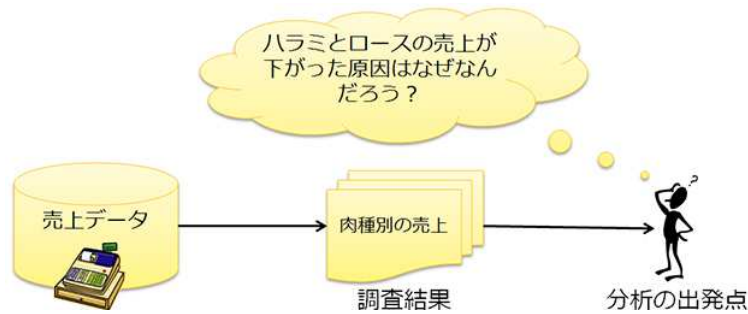 ハラミとロースの売上が
下がった原因はなぜなん
だろう？
売上データ
肉種別の売上
調査結果
分析の出発点
?